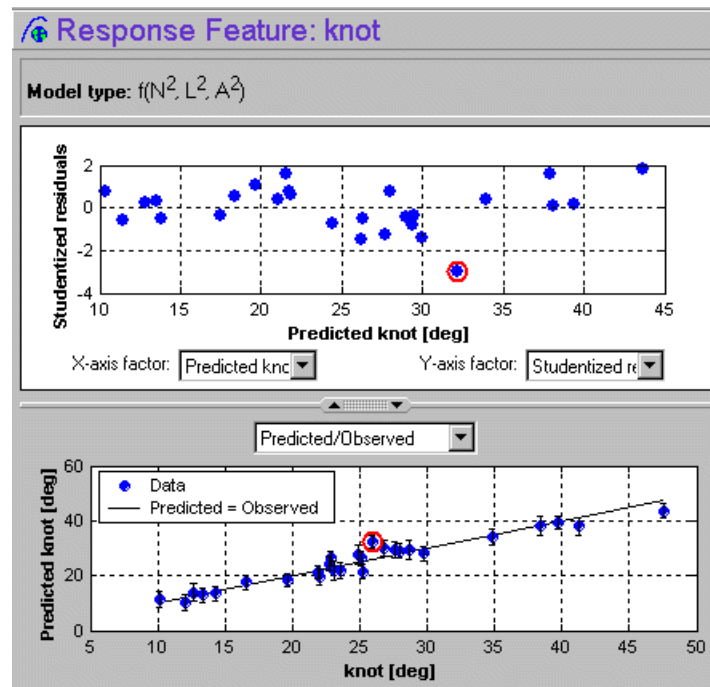 Response Feature: knot
Model type: f(N², L², A²)
Studentized residuals
2
0
-2
-4
10 15 20 25 30 35 40 45
Predicted knot [deg]
X-axis factor: Predicted knc
Y-axis factor: Studentized re
Predicted/Observed
Predicted knot [deg]
60
40
20
0
Data
Predicted = Observed
5 10 15 20 25 30 35 40 45 50
knot [deg]